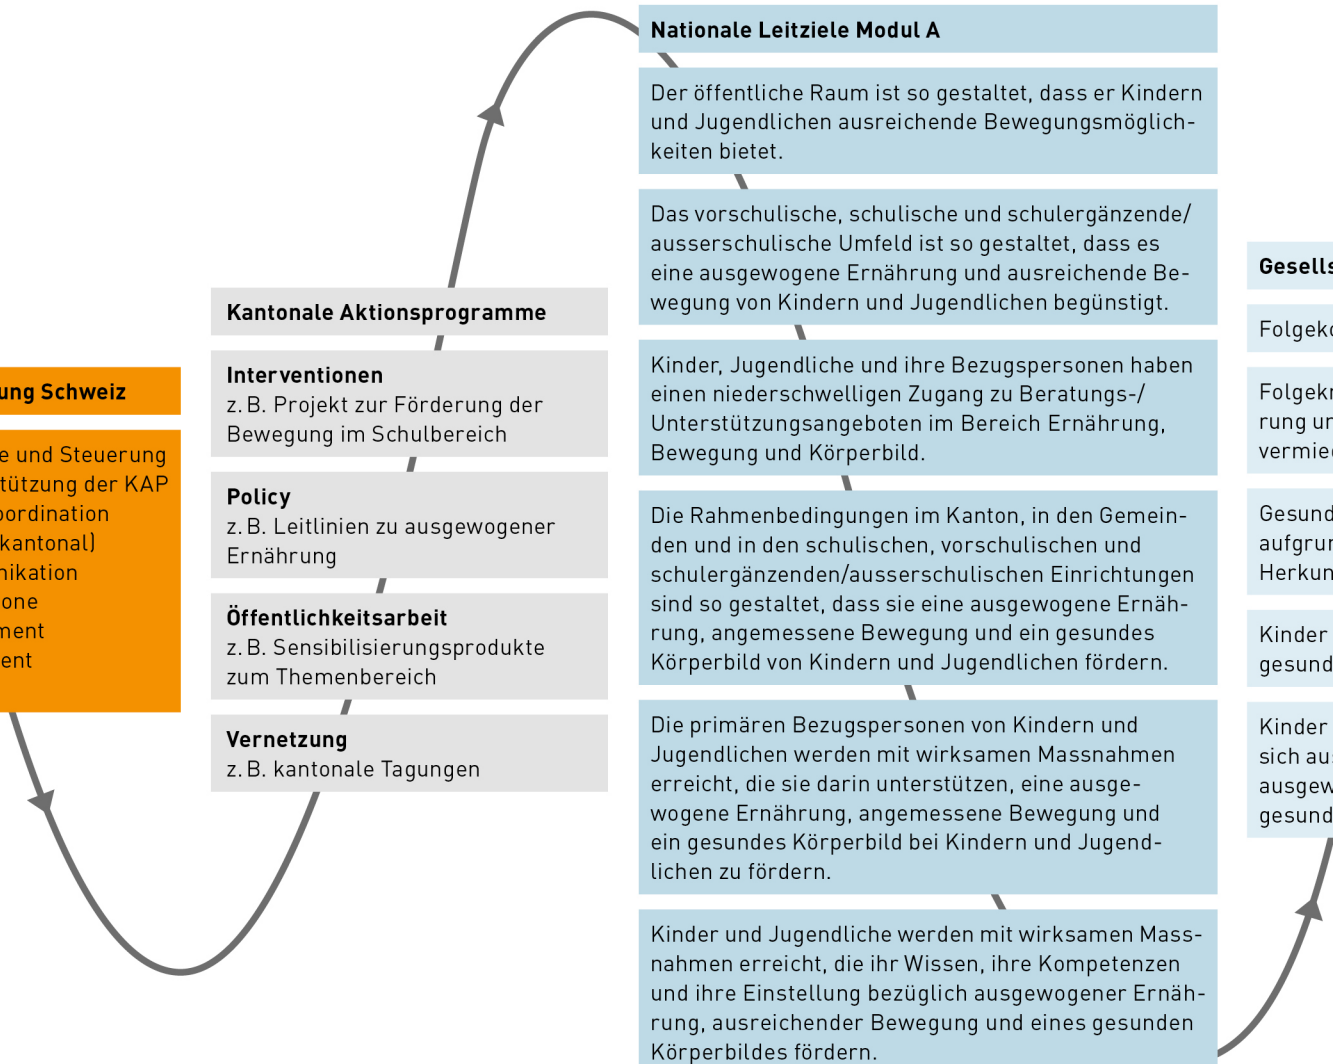 ung Schweiz
e und Steuerung
tützung der KAP
oordination
kantonal)
nikation
one
ment
ent
Kantonale Aktionsprogramme
Interventionen
z. B. Projekt zur Förderung der
Bewegung im Schulbereich
Policy
z. B. Leitlinien zu ausgewogener
Ernährung
Öffentlichkeitsarbeit
z. B. Sensibilisierungsprodukte
zum Themenbereich
Vernetzung
z. B. kantonale Tagungen
Nationale Leitziele Modul A
Der öffentliche Raum ist so gestaltet, dass er Kindern
und Jugendlichen ausreichende Bewegungsmöglich-
keiten bietet.
Das vorschulische, schulische und schulergänzende/
ausserschulische Umfeld ist so gestaltet, dass es
eine ausgewogene Ernährung und ausreichende Be-
wegung von Kindern und Jugendlichen begünstigt.
Kinder, Jugendliche und ihre Bezugspersonen haben
einen niederschwelligen Zugang zu Beratungs-/
Unterstützungsangeboten im Bereich Ernährung,
Bewegung und Körperbild.
Die Rahmenbedingungen im Kanton, in den Gemein-
den und in den schulischen, vorschulischen und
schulergänzenden/ausserschulischen Einrichtungen
sind so gestaltet, dass sie eine ausgewogene Ernäh-
rung, angemessene Bewegung und ein gesundes
Körperbild von Kindern und Jugendlichen fördern.
Die primären Bezugspersonen von Kindern und
Jugendlichen werden mit wirksamen Massnahmen
erreicht, die sie darin unterstützen, eine ausge-
wogene Ernährung, angemessene Bewegung und
ein gesundes Körperbild bei Kindern und Jugend-
lichen zu fördern.
Kinder und Jugendliche werden mit wirksamen Mass-
nahmen erreicht, die ihr Wissen, ihre Kompetenzen
und ihre Einstellung bezüglich ausgewogener Ernäh-
rung, ausreichender Bewegung und eines gesunden
Körperbildes fördern.
Gesells
Folgek
Folgek
rung u
vermie
Gesund
aufgru
Herkun
Kinder
gesund
Kinder
sich au
ausgew
gesund